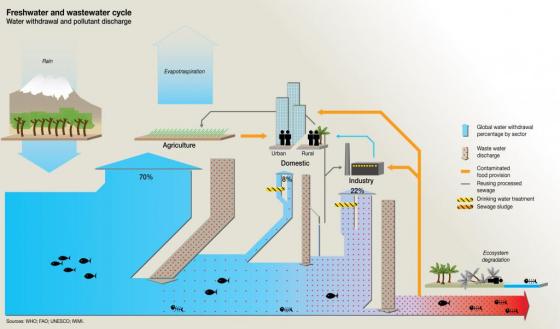 Freshwater and wastewater cycle
Water withdrawal and pollutant discharge
Rain
Evapotraspiration
Agriculture
Urban
Rural
Domestic
Industry
70%
8%
22%
Global water withdrawal
percentage by sector
Waste water
discharge
Contaminated
food provision
Reusing processed
sewage
Drinking water treatment
Sewage sludge
Ecosystem
degradation
Sources: WHO; FAO; UNESCO; IWMI.